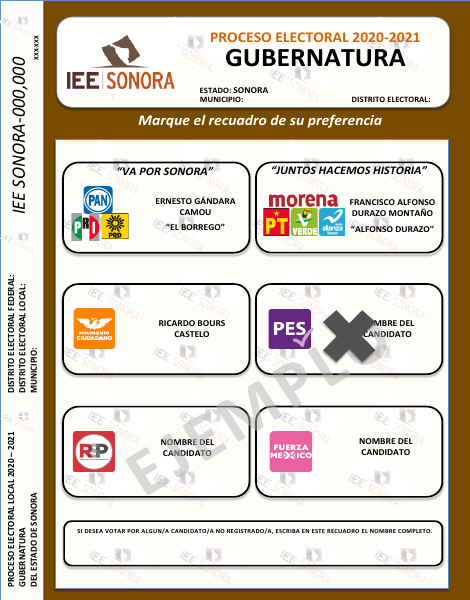 IEE SONORA
PROCESO ELECTORAL 2020-2021
GUBERNATURA
ESTADO: SONORA
MUNICIPIO:
DISTRITO ELECTORAL:
Marque el recuadro de su preferencia
"VA POR SONORA"
PAN
PRI
PRD
ERNESTO GÁNDARA
CAMOU
"EL BORREGO"
"JUNTOS HACEMOS HISTORIA"
morena
PT
VERDE
alianza
FRANCISCO ALFONSO
DURAZO MONTAÑO
"ALFONSO DURAZO"
MOVIMIENTO
CIUDADANO
RICARDO BOURS
CASTELO
PES
NOMBRE DEL
CANDIDATO
RSP
NOMBRE DEL
CANDIDATO
FUERZA
MEXICO
NOMBRE DEL
CANDIDATO
EJEMPLO
SI DESEA VOTAR POR ALGUN/A CANDIDATO/A NO REGISTRADO/A, ESCRIBA EN ESTE RECUADRO EL NOMBRE COMPLETO.
IEE SONORA-000,000
XXX-XXX
DISTRITO ELECTORAL FEDERAL:
DISTRITO ELECTORAL LOCAL:
MUNICIPIO:
PROCESO ELECTORAL LOCAL 2020 – 2021
GUBERNATURA
DEL ESTADO DE SONORA